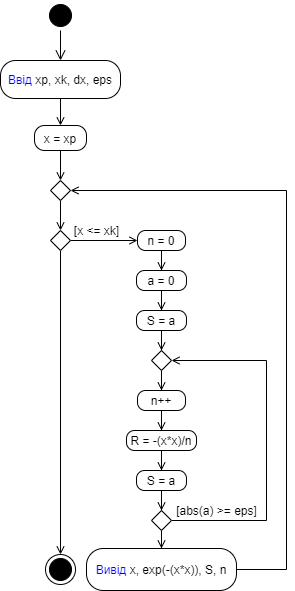 Ввід xp, xk, dx, eps
x = xp
[x <= xk]
n = 0
a = 0
S = a
n++
R = -(x*x)/n
S = a
[abs(a) >= eps]
Вивід x, exp(-(x*x)), S, n